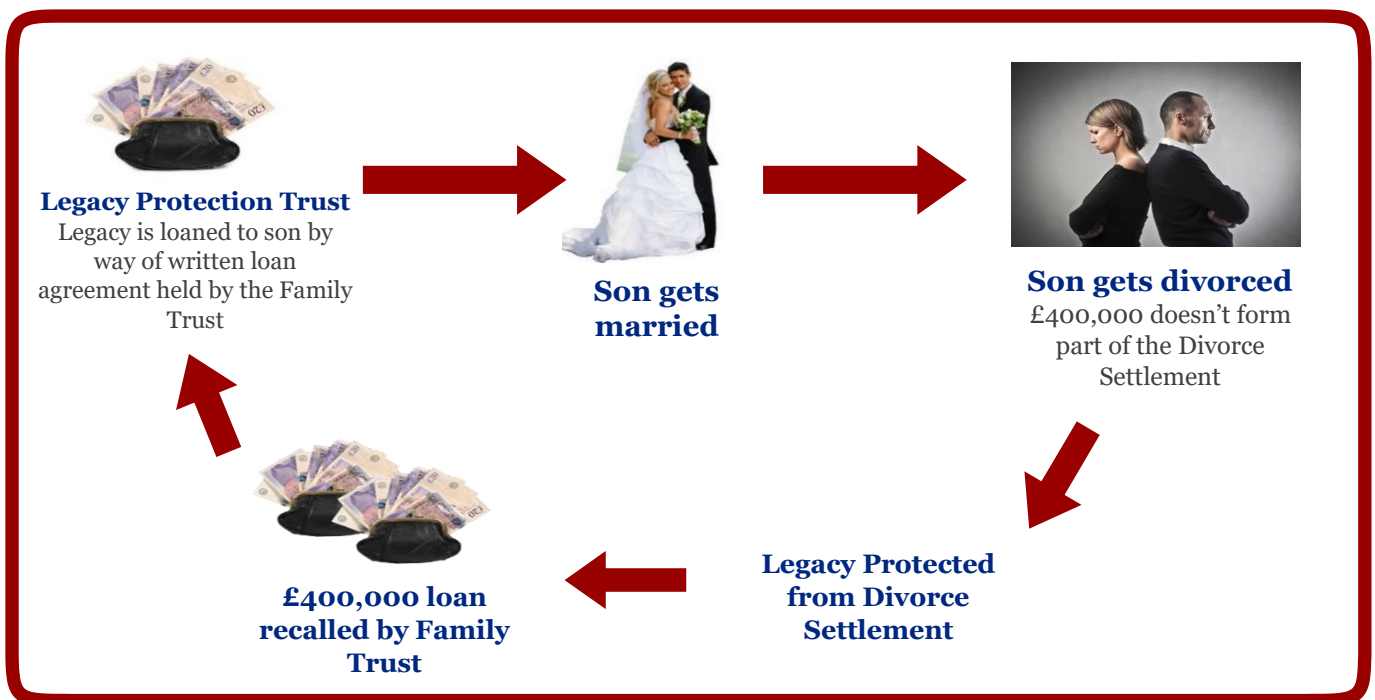 Legacy Protection Trust
Legacy is loaned to son by
way of written loan
agreement held by the Family
Trust
Son gets
married
Son gets divorced
£400,000 doesn’t form
part of the Divorce
Settlement
Legacy Protected
from Divorce
Settlement
£400,000 loan
recalled by Family
Trust
£20
£20